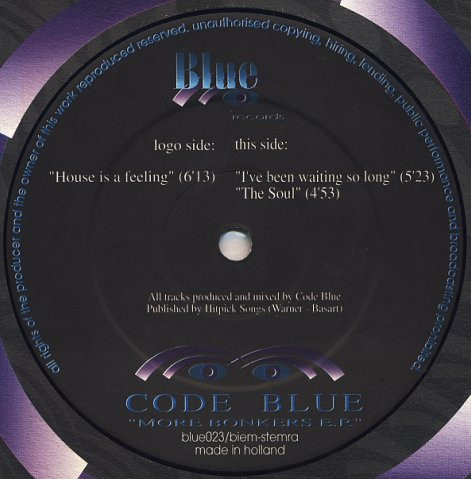 all rights of the producer and the owner of this work reproduced reserved. unauthorised copying, hiring, lending, public performance and broadcasting prohibited.
Blue
records
logo side: this side:
"House is a feeling" (6'13) "I've been waiting so long" (5'23)
"The Soul" (4'53)
All tracks produced and mixed by Code Blue
Published by Hitpick Songs (Warner – Basart)
CODE BLUE
"MORE BONKERS E.P."
blue023/biem-stemra
made in holland